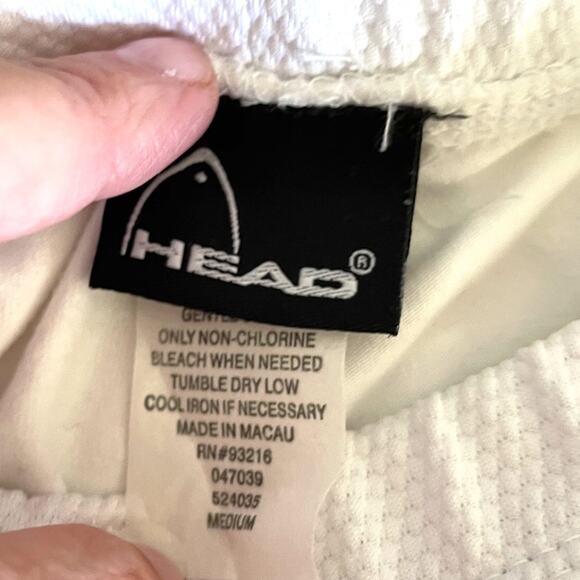 HEAD®
ONLY NON-CHLORINE
BLEACH WHEN NEEDED
TUMBLE DRY LOW
COOL IRON IF NECESSARY
MADE IN MACAU
RN#93216
047039
524035
MEDIUM